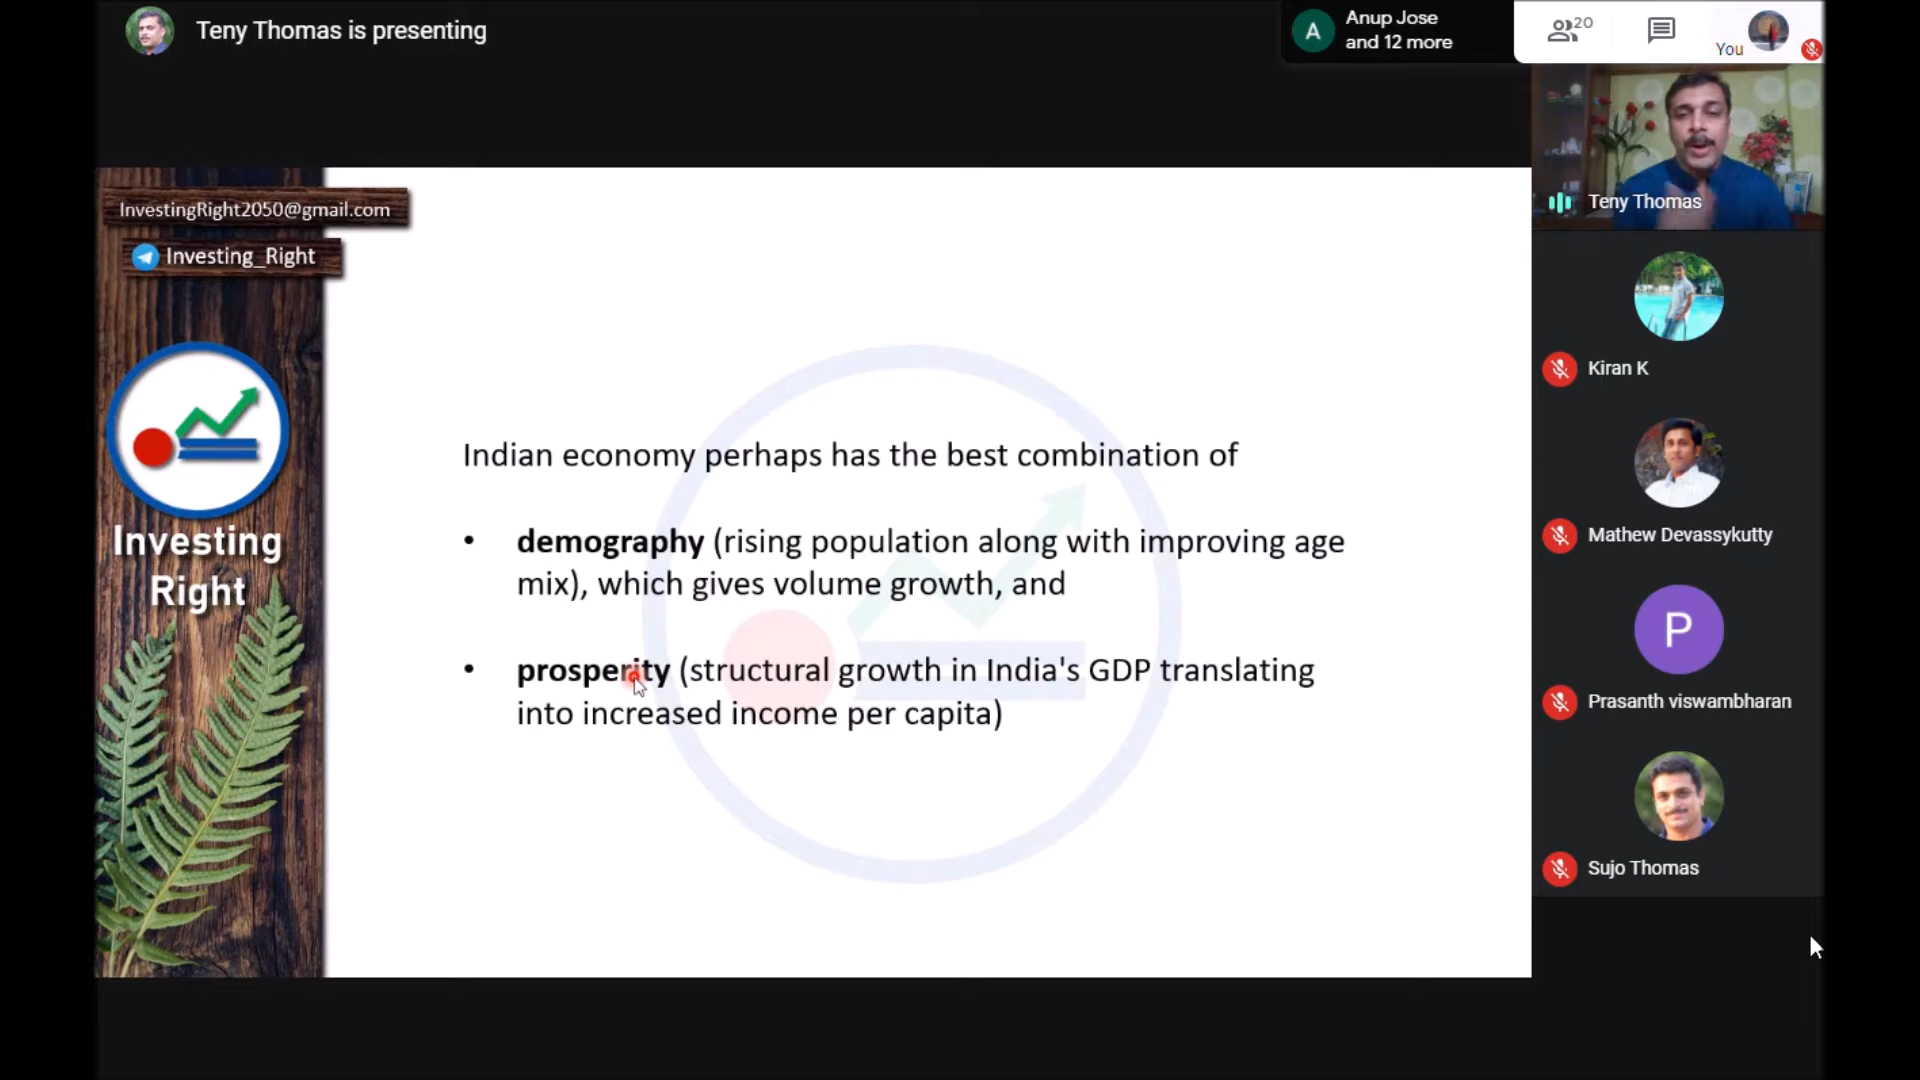 Teny Thomas is presenting
A
Anup Jose
and 12 more
20
You
InvestingRight2050@gmail.com
Investing_Right
Investing
Right
Indian economy perhaps has the best combination of
• demography (rising population along with improving age
mix), which gives volume growth, and
• prosperity (structural growth in India's GDP translating
into increased income per capita)
Teny Thomas
Kiran K
Mathew Devassykutty
P
Prasanth viswambharan
Sujo Thomas